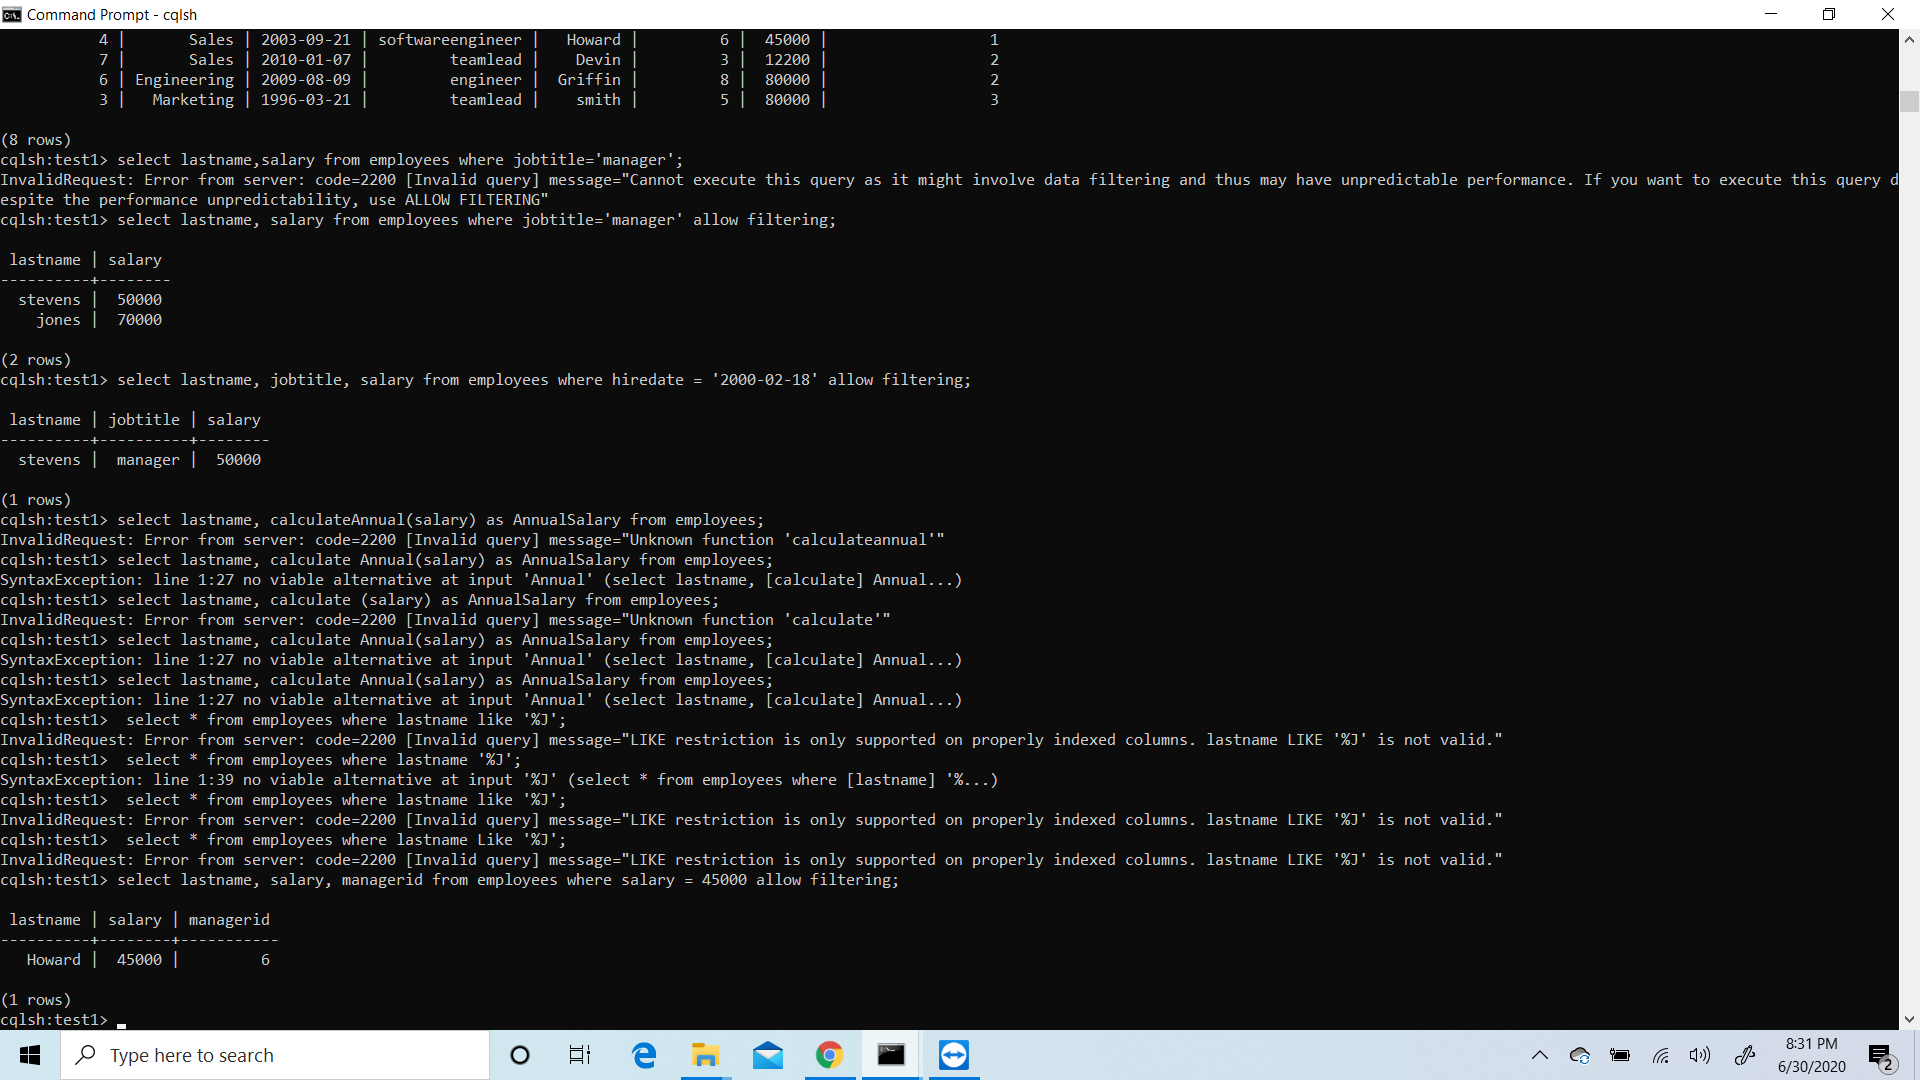 Command Prompt - cqlsh
4 | Sales | 2003-09-21 | softwareengineer | Howard | 6 | 45000 | 1
7 | Sales | 2010-01-07 | teamlead | Devin | 3 | 12200 | 2
6 | Engineering | 2009-08-09 | engineer | Griffin | 8 | 80000 | 2
3 | Marketing | 1996-03-21 | teamlead | smith | 5 | 80000 | 3
(8 rows)
cqlsh:test1> select lastname,salary from employees where jobtitle='manager';
InvalidRequest: Error from server: code=2200 [Invalid query] message="Cannot execute this query as it might involve data filtering and thus may have unpredictable performance. If you want to execute this query d
espite the performance unpredictability, use ALLOW FILTERING"
cqlsh:test1> select lastname, salary from employees where jobtitle='manager' allow filtering;
lastname | salary
----------+--------
stevens | 50000
jones | 70000
(2 rows)
cqlsh:test1> select lastname, jobtitle, salary from employees where hiredate = '2000-02-18' allow filtering;
lastname | jobtitle | salary
----------+----------+--------
stevens | manager | 50000
(1 rows)
cqlsh:test1> select lastname, calculateAnnual(salary) as AnnualSalary from employees;
InvalidRequest: Error from server: code=2200 [Invalid query] message="Unknown function 'calculateannual'"
cqlsh:test1> select lastname, calculate Annual(salary) as AnnualSalary from employees;
SyntaxException: line 1:27 no viable alternative at input 'Annual' (select lastname, [calculate] Annual...)
cqlsh:test1> select lastname, calculate (salary) as AnnualSalary from employees;
InvalidRequest: Error from server: code=2200 [Invalid query] message="Unknown function 'calculate'"
cqlsh:test1> select lastname, calculate Annual(salary) as AnnualSalary from employees;
SyntaxException: line 1:27 no viable alternative at input 'Annual' (select lastname, [calculate] Annual...)
cqlsh:test1> select lastname, calculate Annual(salary) as AnnualSalary from employees;
SyntaxException: line 1:27 no viable alternative at input 'Annual' (select lastname, [calculate] Annual...)
cqlsh:test1>  select * from employees where lastname like '%J';
InvalidRequest: Error from server: code=2200 [Invalid query] message="LIKE restriction is only supported on properly indexed columns. lastname LIKE '%J' is not valid."
cqlsh:test1>  select * from employees where lastname '%J';
SyntaxException: line 1:39 no viable alternative at input '%J' (select * from employees where [lastname] '%...)
cqlsh:test1>  select * from employees where lastname like '%J';
InvalidRequest: Error from server: code=2200 [Invalid query] message="LIKE restriction is only supported on properly indexed columns. lastname LIKE '%J' is not valid."
cqlsh:test1>  select * from employees where lastname Like '%J';
InvalidRequest: Error from server: code=2200 [Invalid query] message="LIKE restriction is only supported on properly indexed columns. lastname LIKE '%J' is not valid."
cqlsh:test1> select lastname, salary, managerid from employees where salary = 45000 allow filtering;
lastname | salary | managerid
----------+--------+-----------
Howard | 45000 | 6
(1 rows)
cqlsh:test1>
Type here to search
8:31 PM
6/30/2020
2